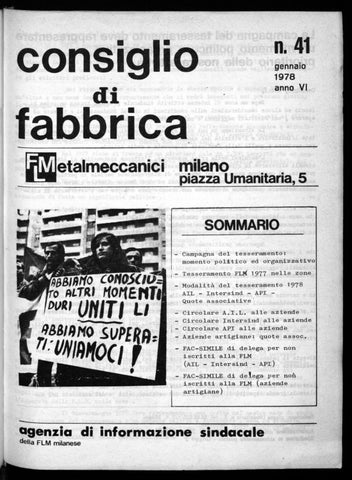 consiglio
di
fabbrica
n. 41
gennaio
1978
anno VI
FLM etalmeccanici milano
piazza Umanitaria, 5
ABBIAMO CONOSCIU-
TO ALTRI MOMENTI
DURI UNITI LI
ABBIAMO SUPERA-
TI: UNIAMOCI!
SOMMARIO
- Campagna del tesseramento:
momento politico ed organizzativo
- Tesseramento FLM 1977 nelle zone
- Modalità del tesseramento 1978
AIL - Intersind - API -
Quote associative
- Circolare A.I.L. alle aziende
- Circolare Intersind alle aziende
- Circolare API alle aziende
- Aziende artigiane: quote assoc.
- FAC-SIMILE di delega per non
iscritti alla FLM
(AIL - Intersind - API)
- FAC-SIMILE di delega per non
iscritti alla FLM (aziende
artigiane)
agenzia di informazione sindacale
della FLM milanese